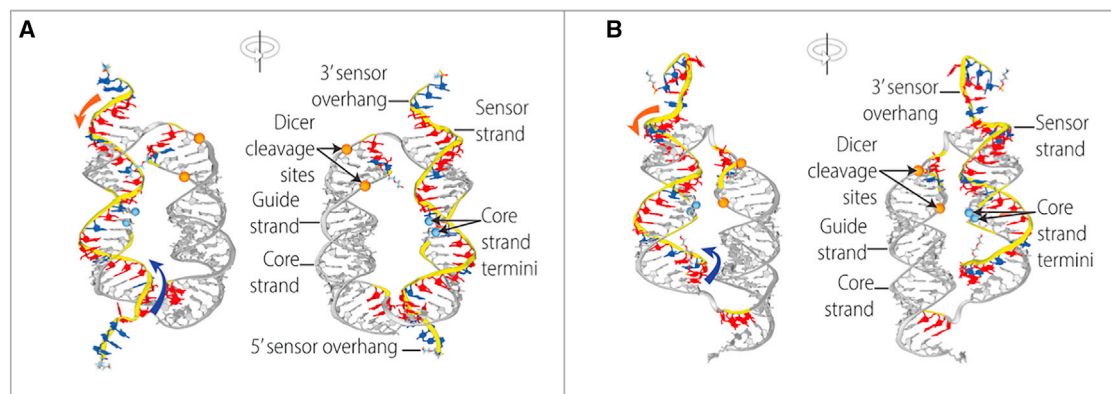 A
3′ sensor
overhang
Sensor
strand
Dicer
cleavage
sites
Guide
strand
Core
strand
Core
strand
termini
5′ sensor overhang
B
3′ sensor
overhang
Sensor
strand
Dicer
cleavage
sites
Guide
strand
Core
strand
Core
strand
termini